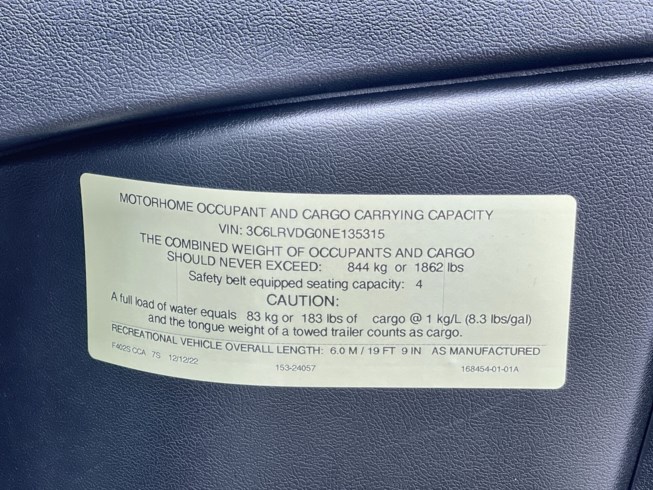 MOTORHOME OCCUPANT AND CARGO CARRYING CAPACITY
VIN: 3C6LRVDG0NE135315
THE COMBINED WEIGHT OF OCCUPANTS AND CARGO
SHOULD NEVER EXCEED: 844 kg or 1862 lbs
Safety belt equipped seating capacity: 4
CAUTION:
A full load of water equals 83 kg or 183 lbs of cargo @ 1 kg/L (8.3 lbs/gal)
and the tongue weight of a towed trailer counts as cargo.
RECREATIONAL VEHICLE OVERALL LENGTH: 6.0 M / 19 FT 9 IN AS MANUFACTURED
F402S CCA 7S 12/12/22 153-24057 168454-01-01A